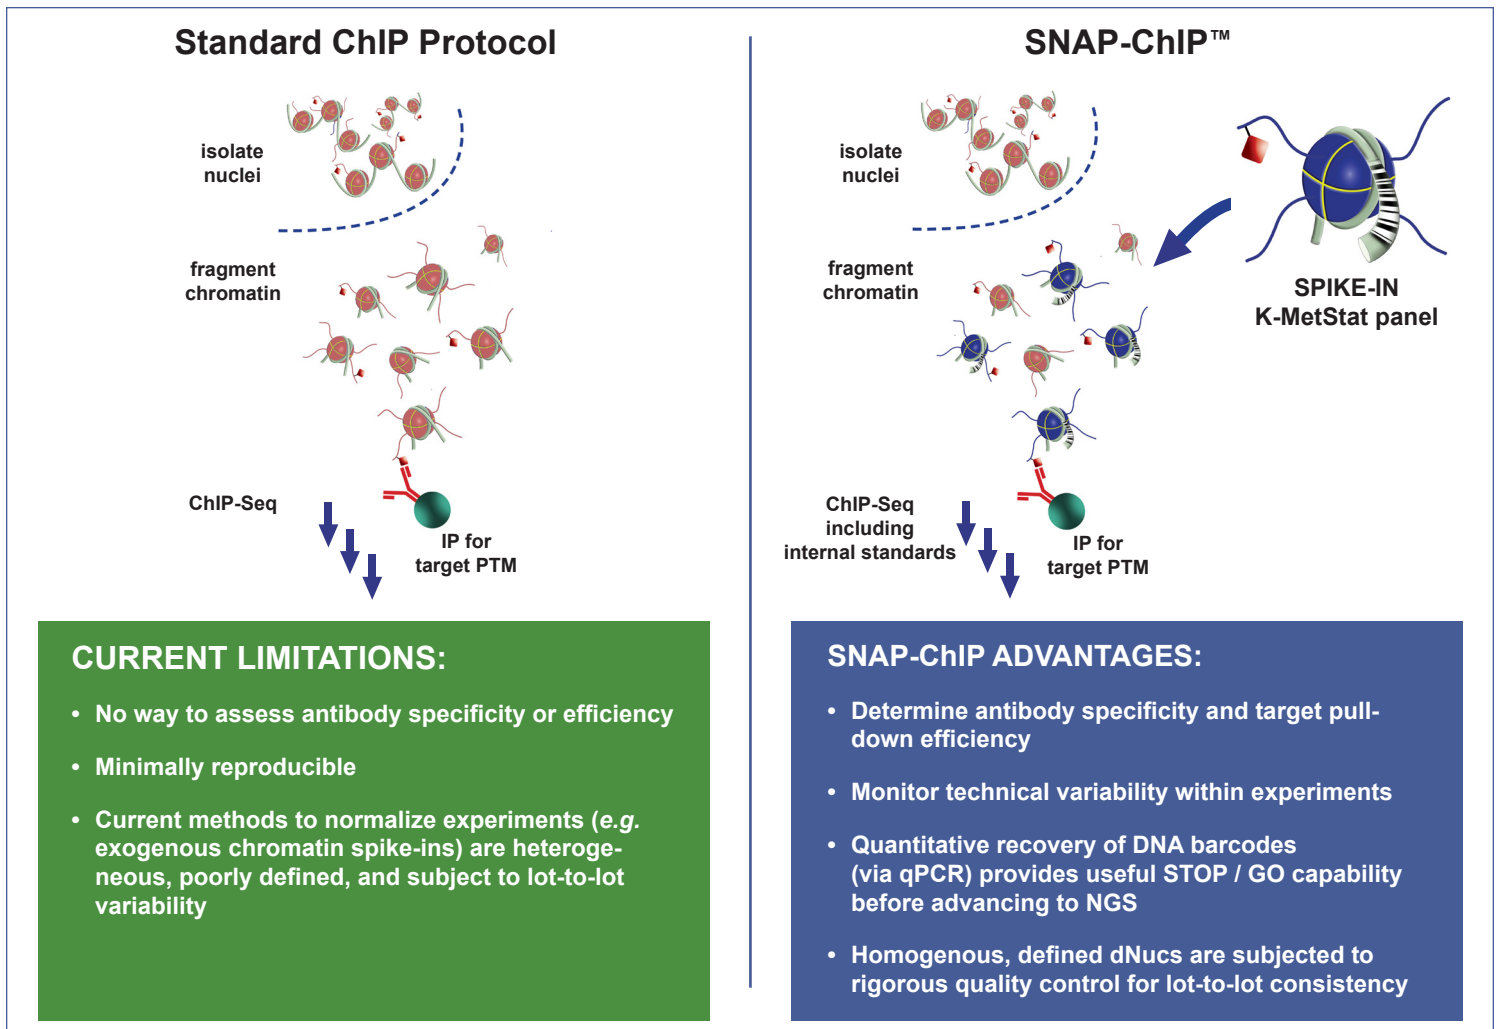 Standard ChIP Protocol
isolate
nuclei
fragment
chromatin
ChIP-Seq
IP for
target PTM
CURRENT LIMITATIONS:
• No way to assess antibody specificity or efficiency
• Minimally reproducible
• Current methods to normalize experiments (e.g.
exogenous chromatin spike-ins) are heteroge-
neous, poorly defined, and subject to lot-to-lot
variability
SNAP-ChIP™
isolate
nuclei
fragment
chromatin
SPIKE-IN
K-MetStat panel
ChIP-Seq
including
internal standards
IP for
target PTM
SNAP-ChIP ADVANTAGES:
• Determine antibody specificity and target pull-
down efficiency
• Monitor technical variability within experiments
• Quantitative recovery of DNA barcodes
(via qPCR) provides useful STOP / GO capability
before advancing to NGS
• Homogenous, defined dNucs are subjected to
rigorous quality control for lot-to-lot consistency